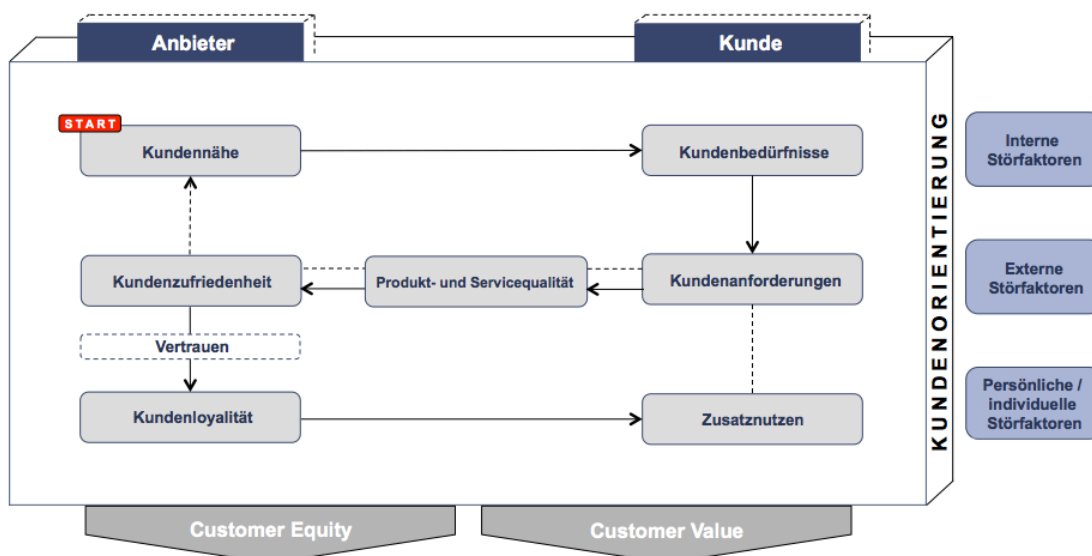 Anbieter
Kunde
START
Kundennähe
Kundenbedürfnisse
Interne
Störfaktoren
Kundenzufriedenheit
Produkt- und Servicequalität
Kundenanforderungen
Externe
Störfaktoren
Vertrauen
Kundenloyalität
Zusatznutzen
Persönliche /
individuelle
Störfaktoren
KUNDENORIENTIERUNG
Customer Equity
Customer Value